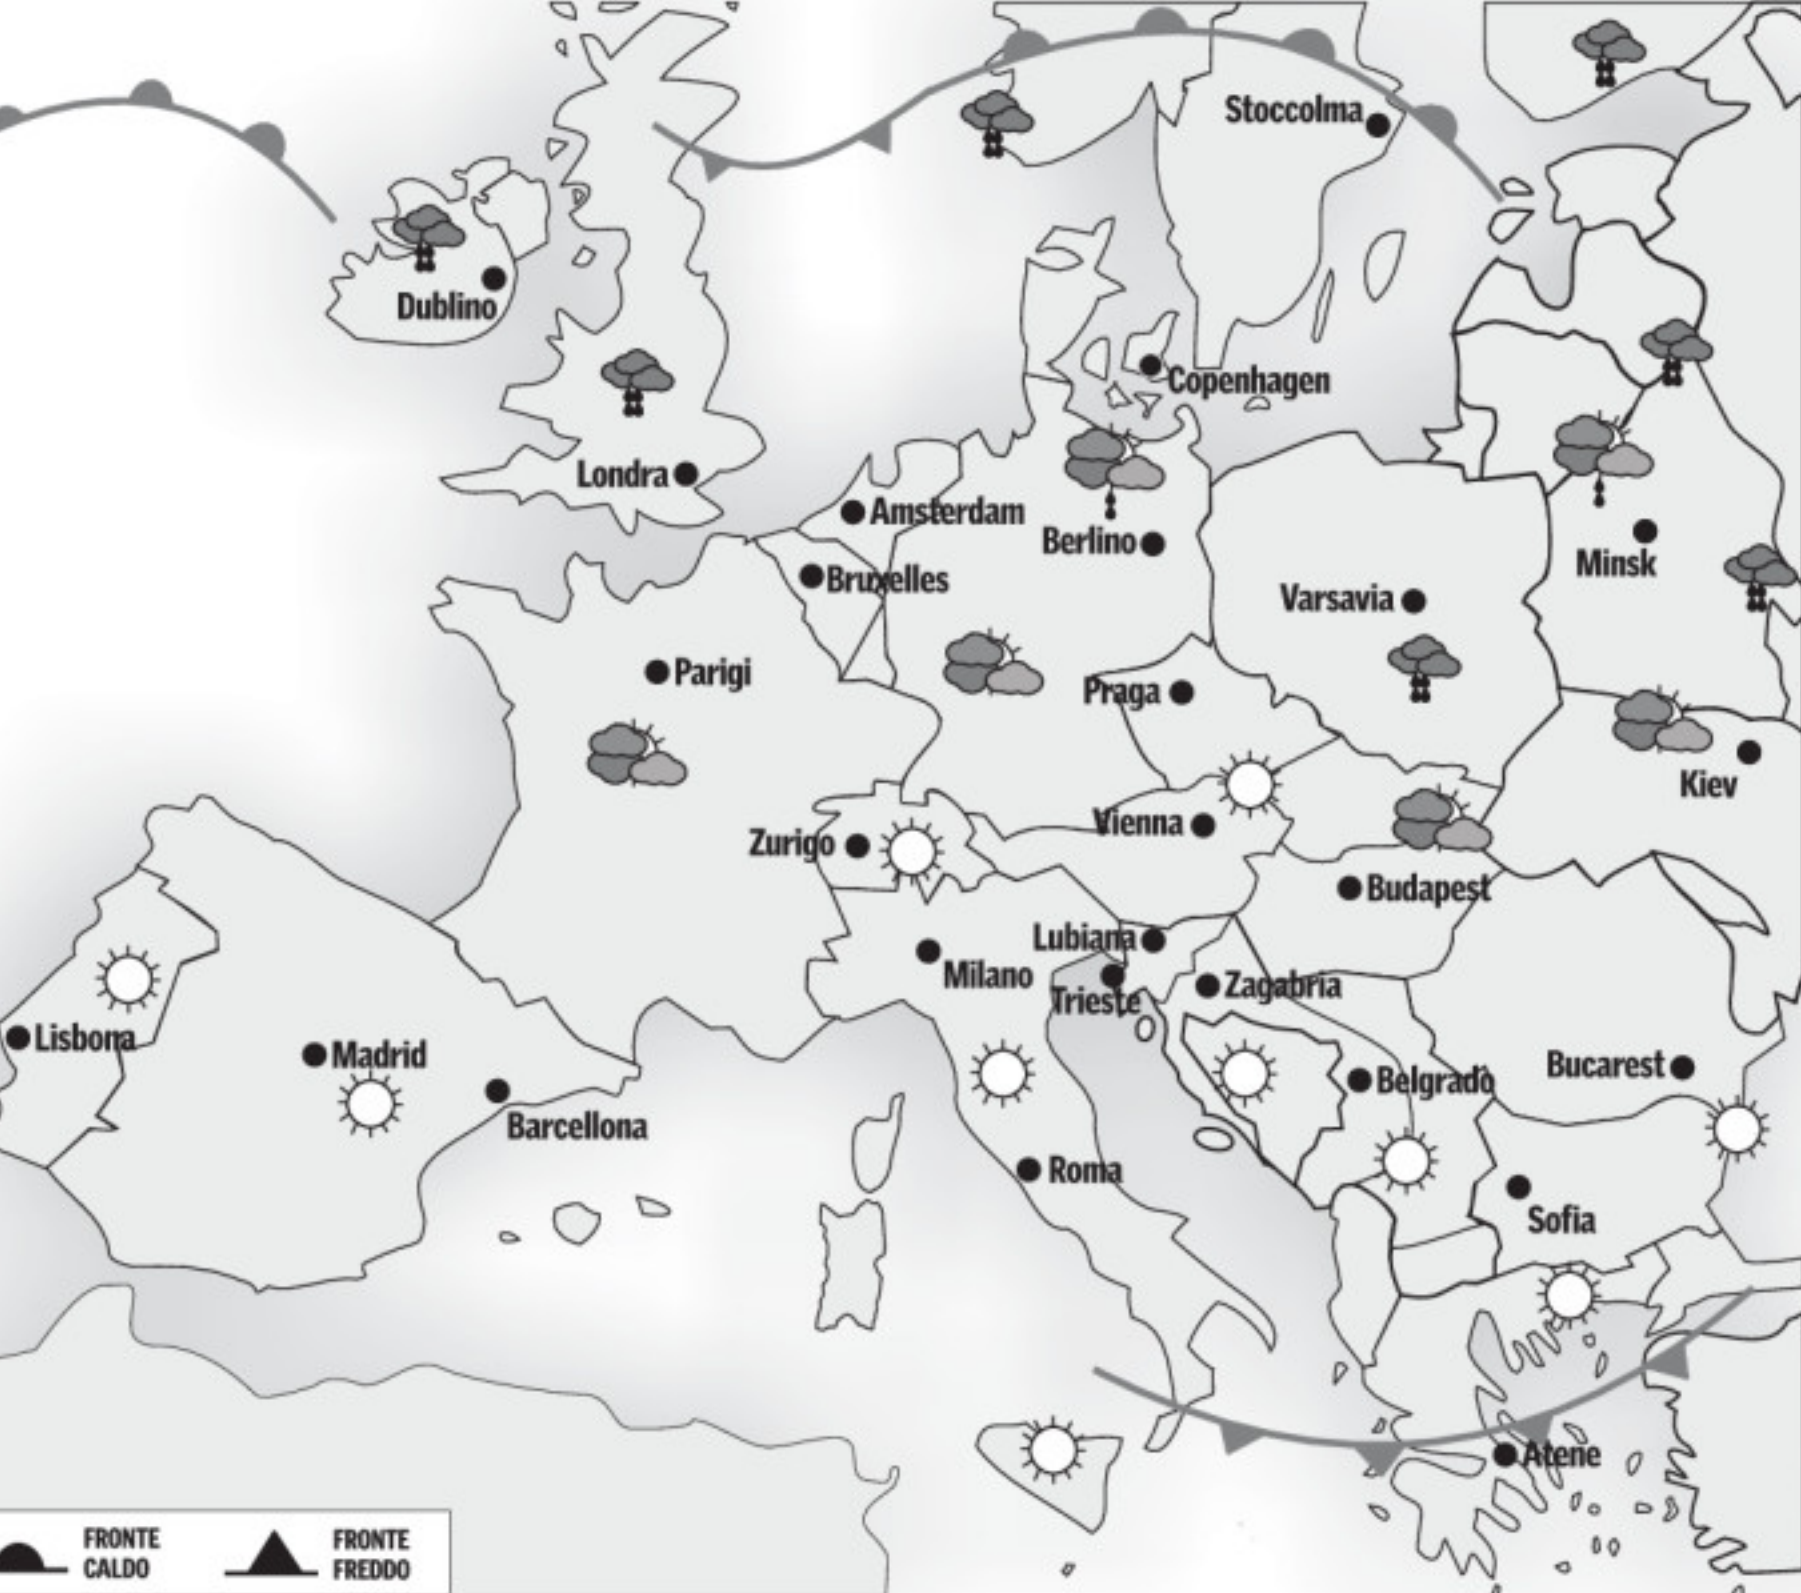 Stoccolma
Dublino
Copenhagen
Londra
Amsterdam
Berlino
Bruxelles
Minsk
Varsavia
Parigi
Praga
Kiev
Vienna
Zurigo
Budapest
Lubiana
Milano
Zagabria
Trieste
Lisbona
Madrid
Bucarest
Belgrado
Barcellona
Roma
Sofia
Atene
FRONTE
CALDO
FRONTE
FREDDO